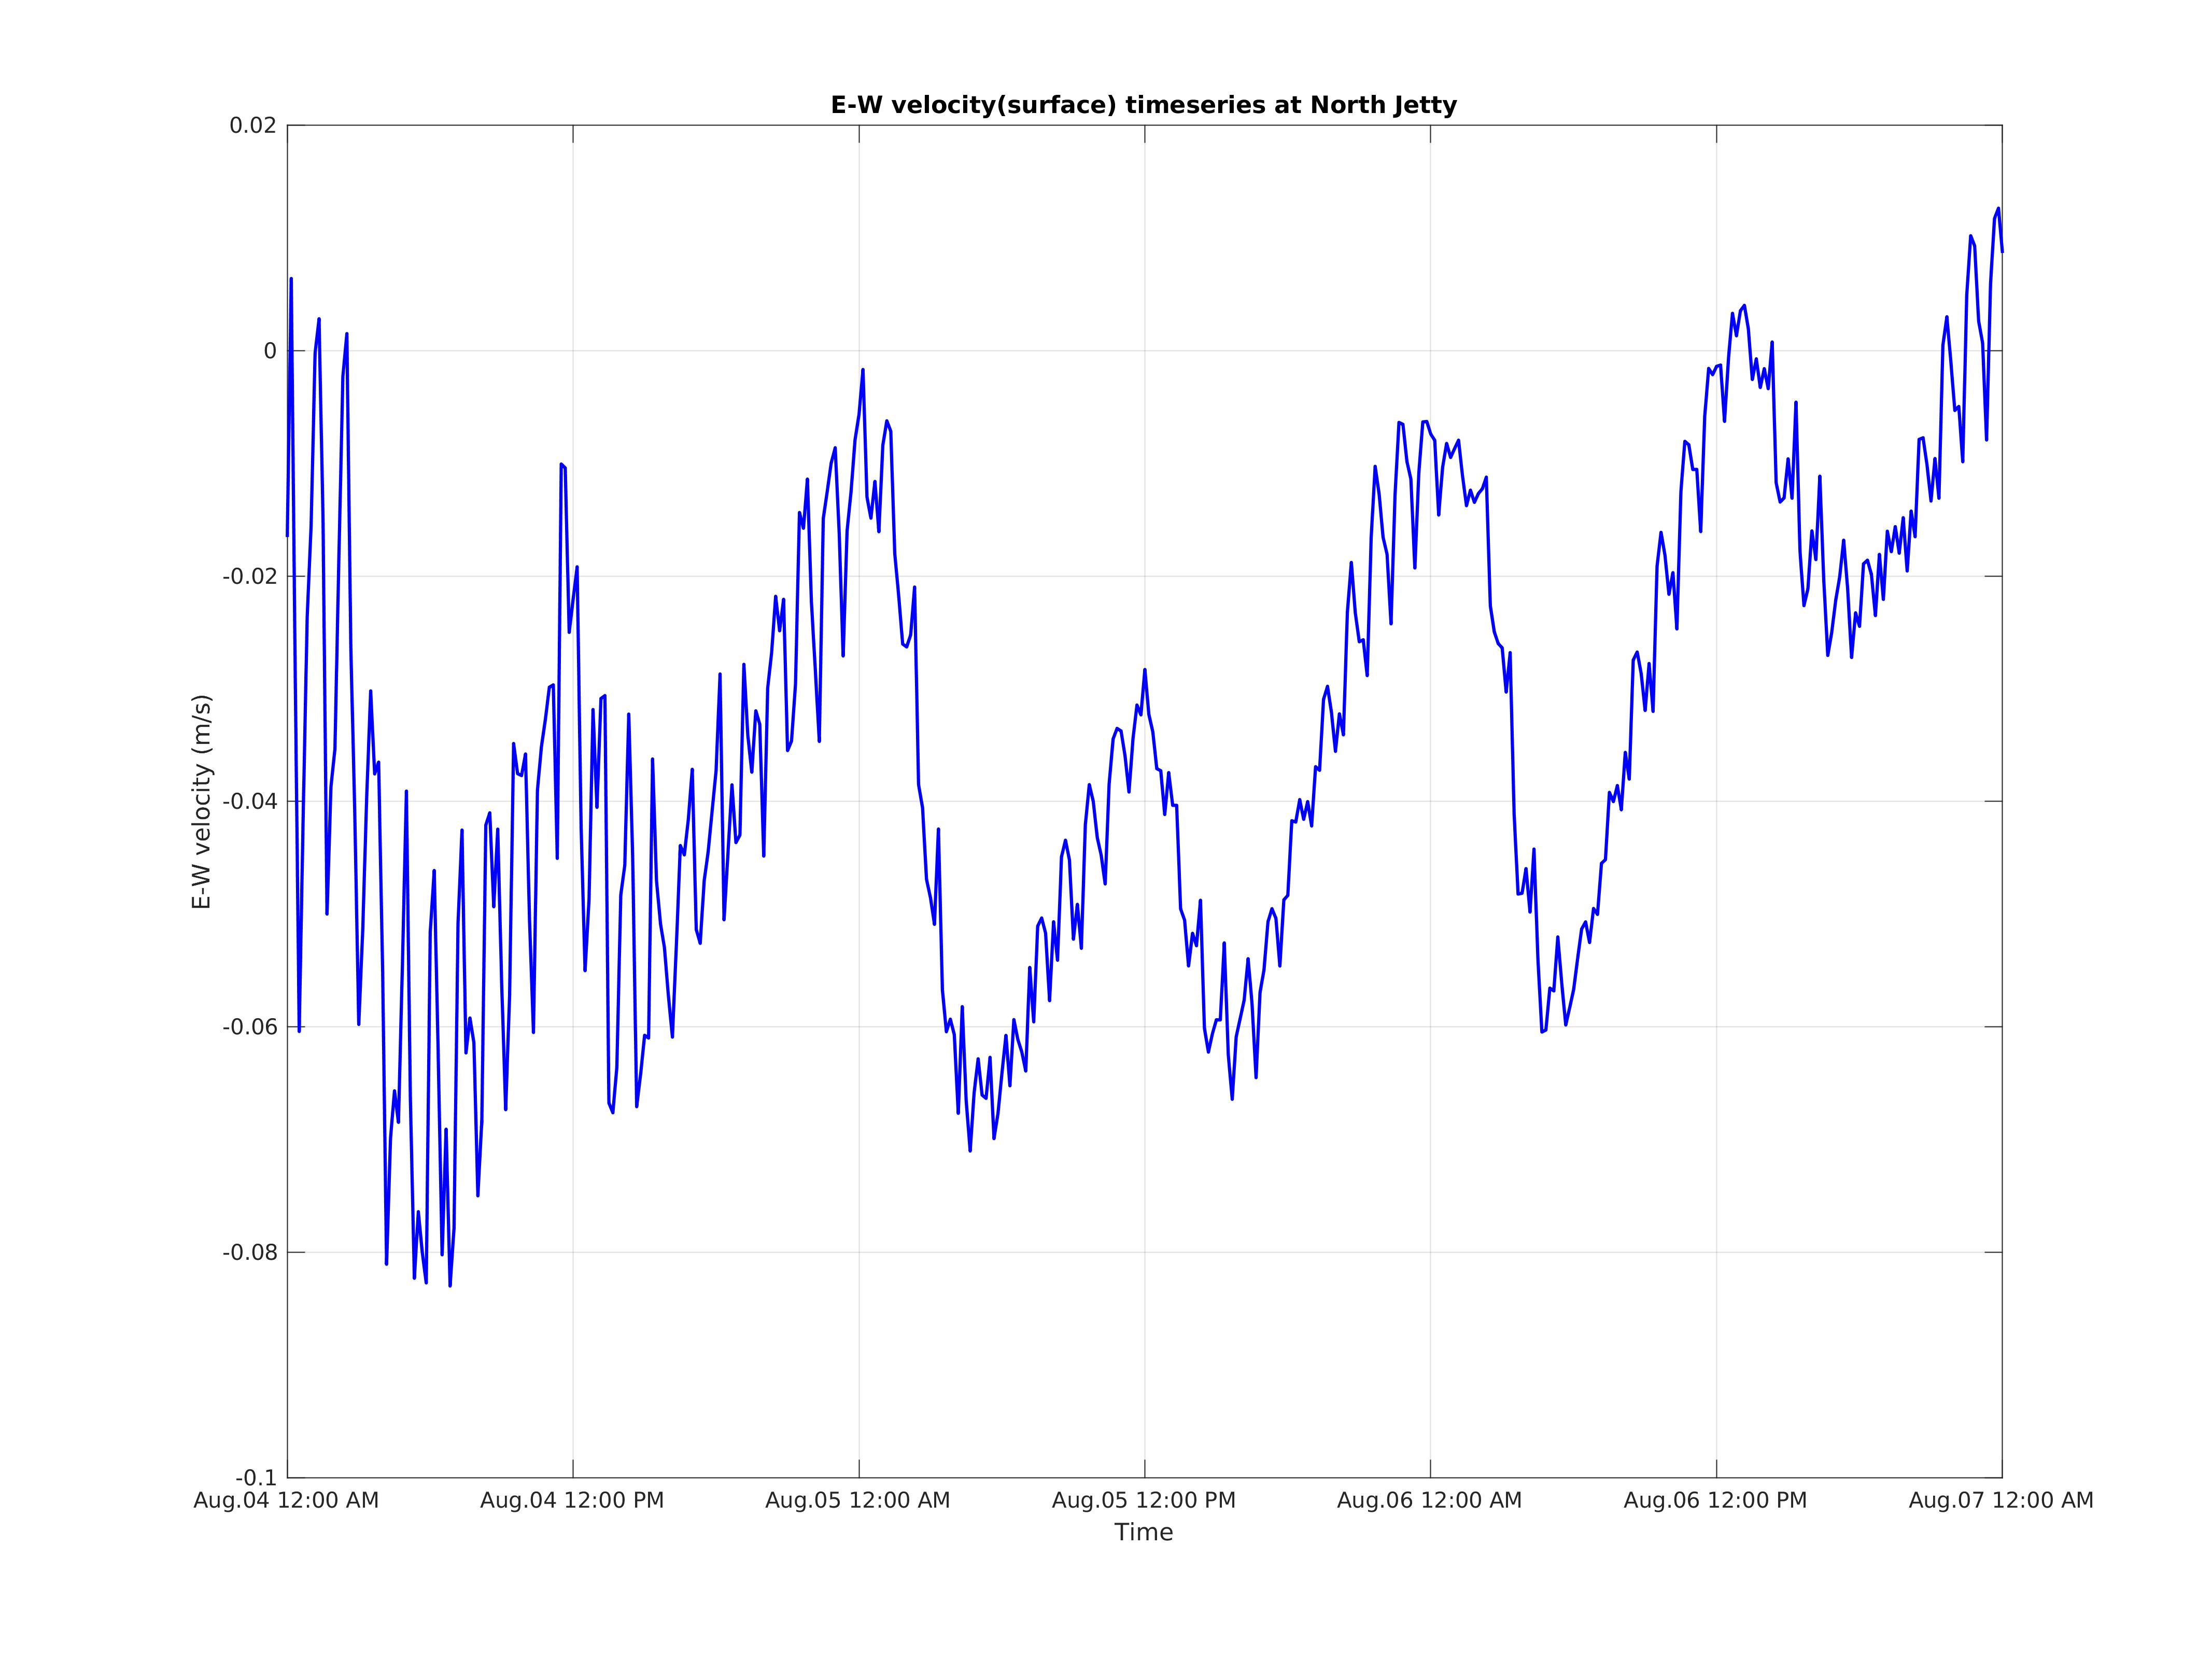 E-W velocity(surface) timeseries at North Jetty
0.02
0
-0.02
-0.04
-0.06
-0.08
-0.1
E-W velocity (m/s)
Aug.04 12:00 AM
Aug.04 12:00 PM
Aug.05 12:00 AM
Aug.05 12:00 PM
Aug.06 12:00 AM
Aug.06 12:00 PM
Aug.07 12:00 AM
Time